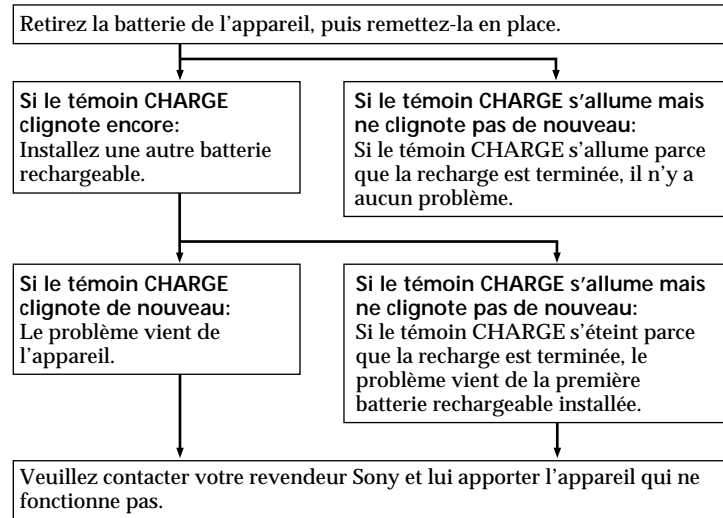 Retirez la batterie de l’appareil, puis remettez-la en place.
Si le témoin CHARGE
clignote encore:
Installez une autre batterie
rechargeable.
Si le témoin CHARGE s’allume mais
ne clignote pas de nouveau:
Si le témoin CHARGE s’allume parce
que la recharge est terminée, il n’y a
aucun problème.
Si le témoin CHARGE
clignote de nouveau:
Le problème vient de
l’appareil.
Si le témoin CHARGE s’allume mais
ne clignote pas de nouveau:
Si le témoin CHARGE s’éteint parce
que la recharge est terminée, le
problème vient de la première
batterie rechargeable installée.
Veuillez contacter votre revendeur Sony et lui apporter l’appareil qui ne
fonctionne pas.